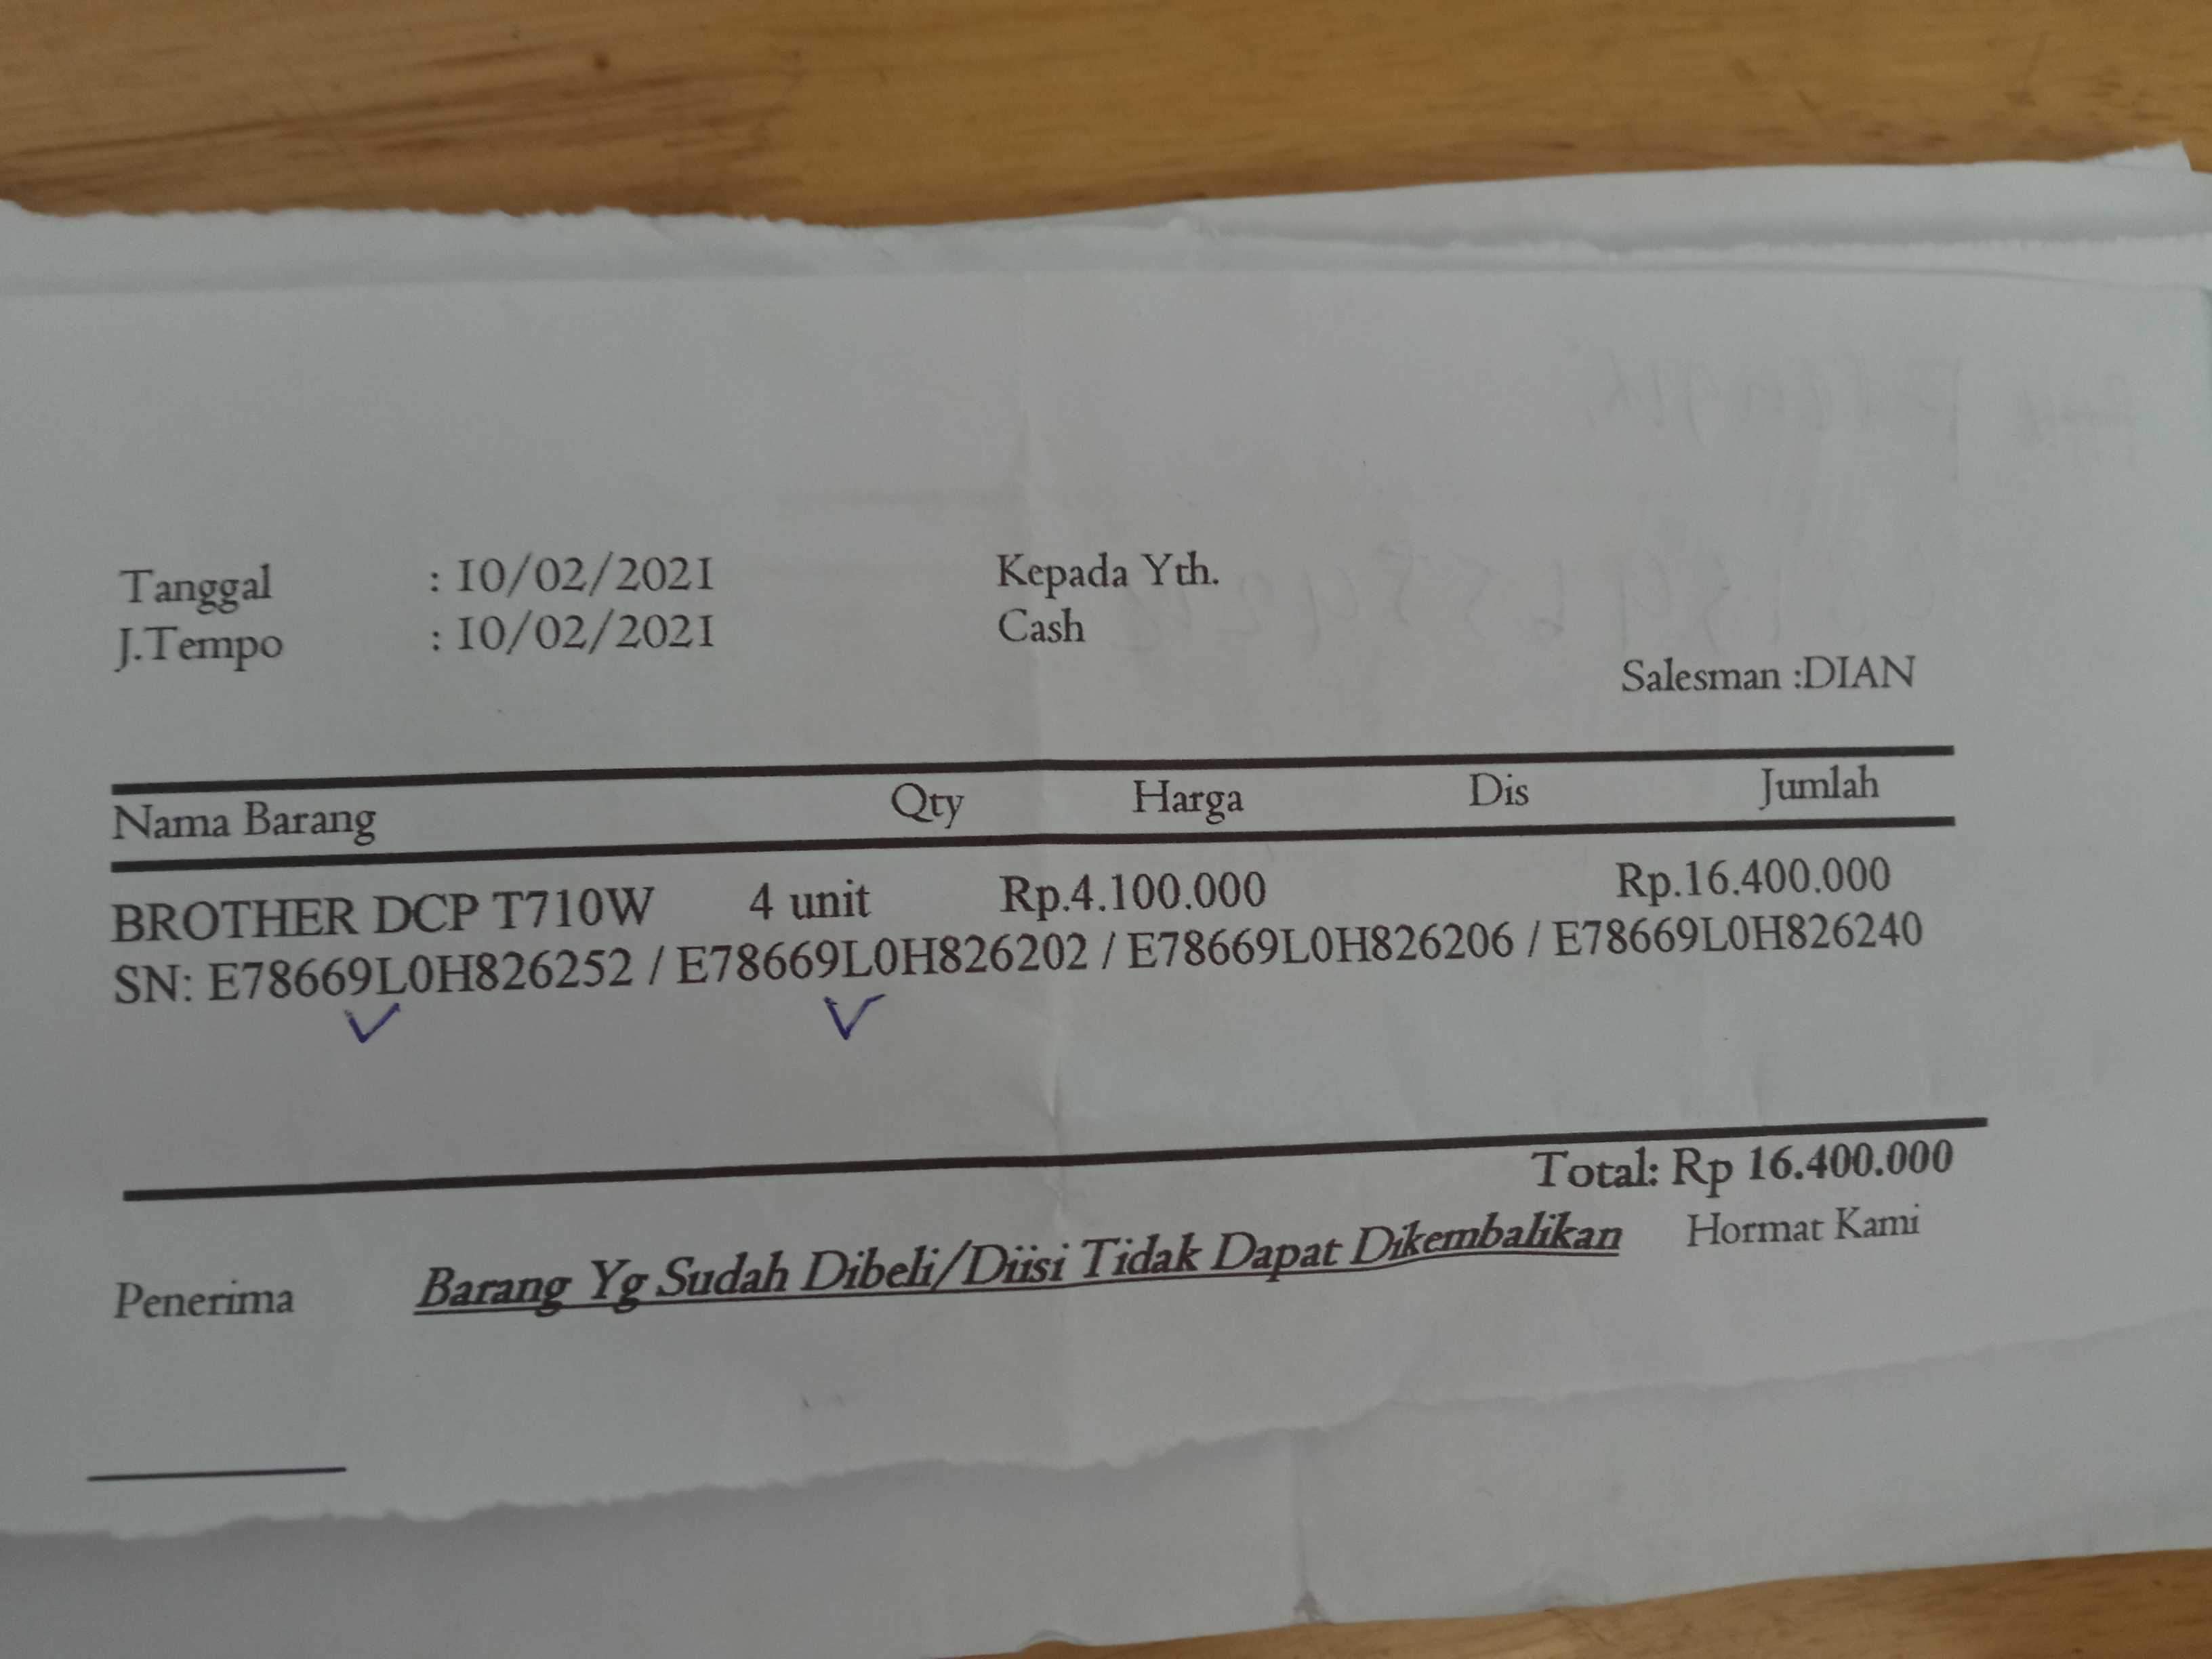 Tanggal : 10/02/2021 Kepada Yth.
J.Tempo : 10/02/2021 Cash
Salesman :DIAN
Nama Barang Qty Harga Dis Jumlah
BROTHER DCP T710W 4 unit Rp.4.100.000 Rp.16.400.000
SN: E78669L0H826252 / E78669L0H826202 / E78669L0H826206 / E78669L0H826240
Total: Rp 16.400.000
Penerima Barang Yg Sudah Dibeli/Diisi Tidak Dapat Dikembalikan Hormat Kami